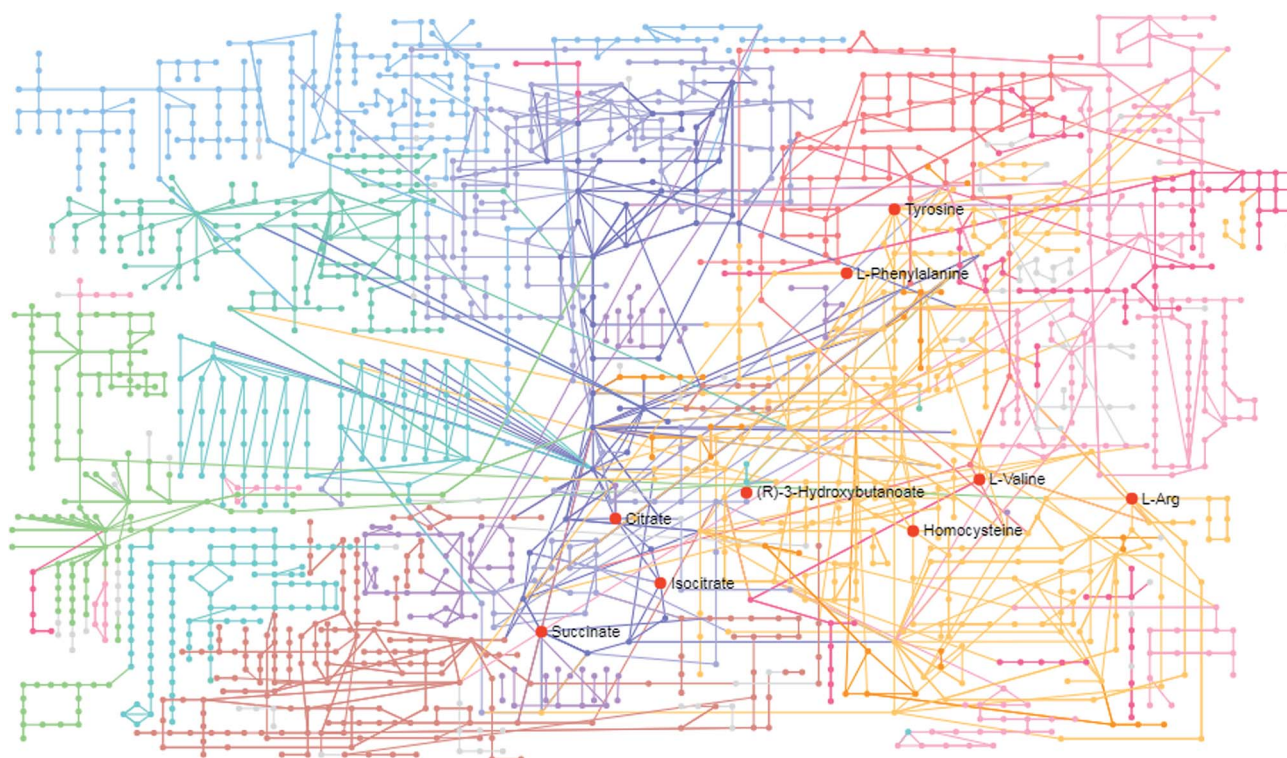 Tyrosine
L-Phenylalanine
L-Valine
(R)-3-Hydroxybutanoate
L-Arg
Citrate
Homocysteine
Isocitrate
Succinate